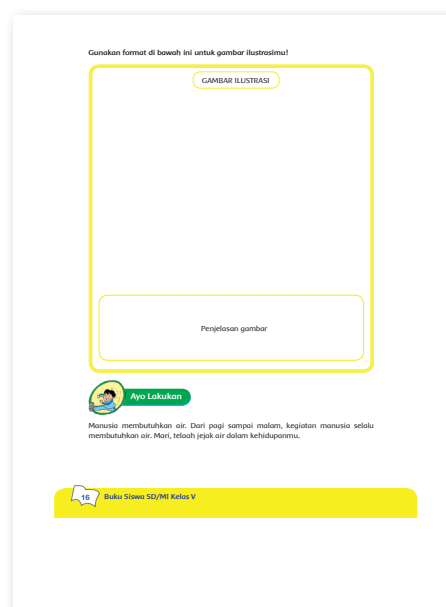 Gunakan format di bawah ini untuk gambar ilustrasimu!
GAMBAR ILUSTRASI
Penjelasan gambar
Ayo Lakukan
Manusia membutuhkan air. Dari pagi sampai malam, kegiatan manusia selalu
membutuhkan air. Mari, telaah jejak air dalam kehidupanmu.
16 Buku Siswa SD/MI Kelas V